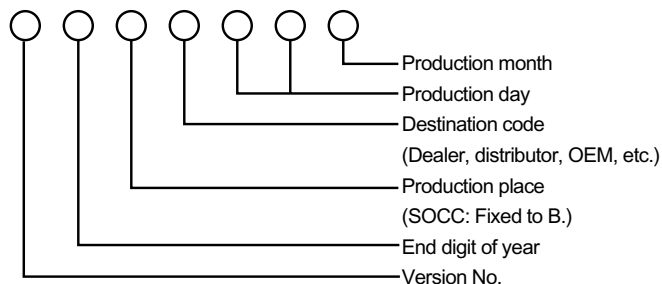 Production month
Production day
Destination code
(Dealer, distributor, OEM, etc.)
Production place
(SOCC: Fixed to B.)
End digit of year
Version No.